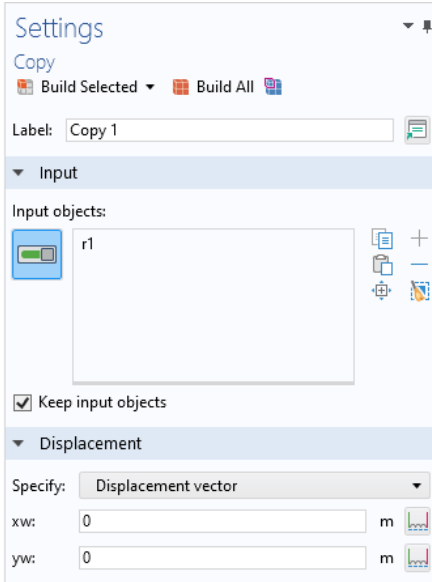 Settings
Copy
Build Selected Build All
Label: Copy 1
Input
Input objects:
r1
Keep input objects
Displacement
Specify: Displacement vector
xw: 0 m
yw: 0 m